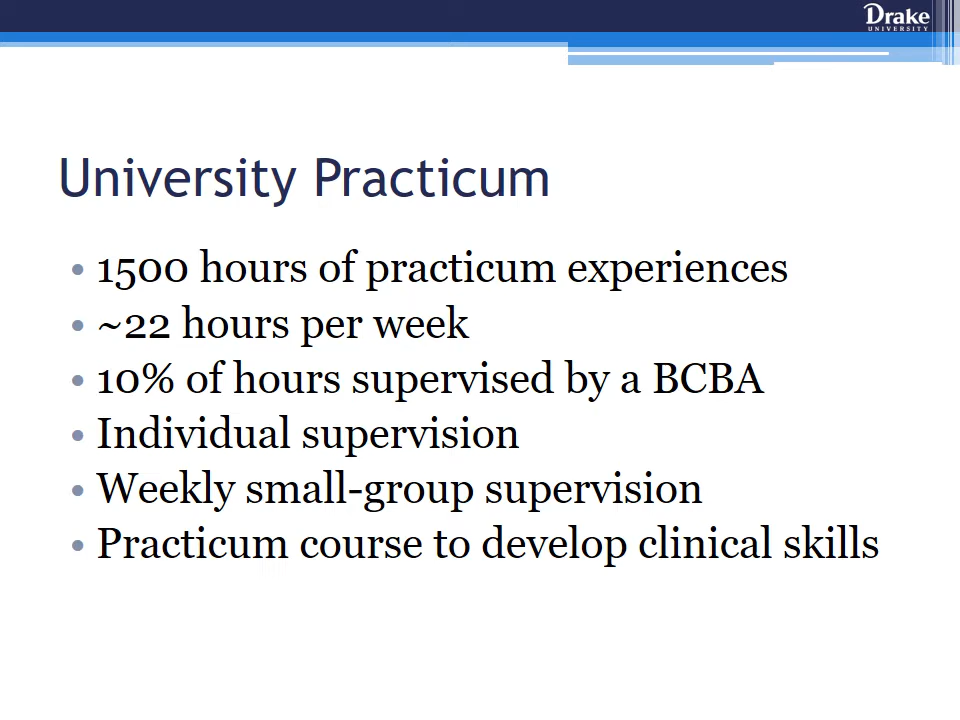 Drake
UNIVERSITY
University Practicum
• 1500 hours of practicum experiences
• ~22 hours per week
• 10% of hours supervised by a BCBA
• Individual supervision
• Weekly small-group supervision
• Practicum course to develop clinical skills